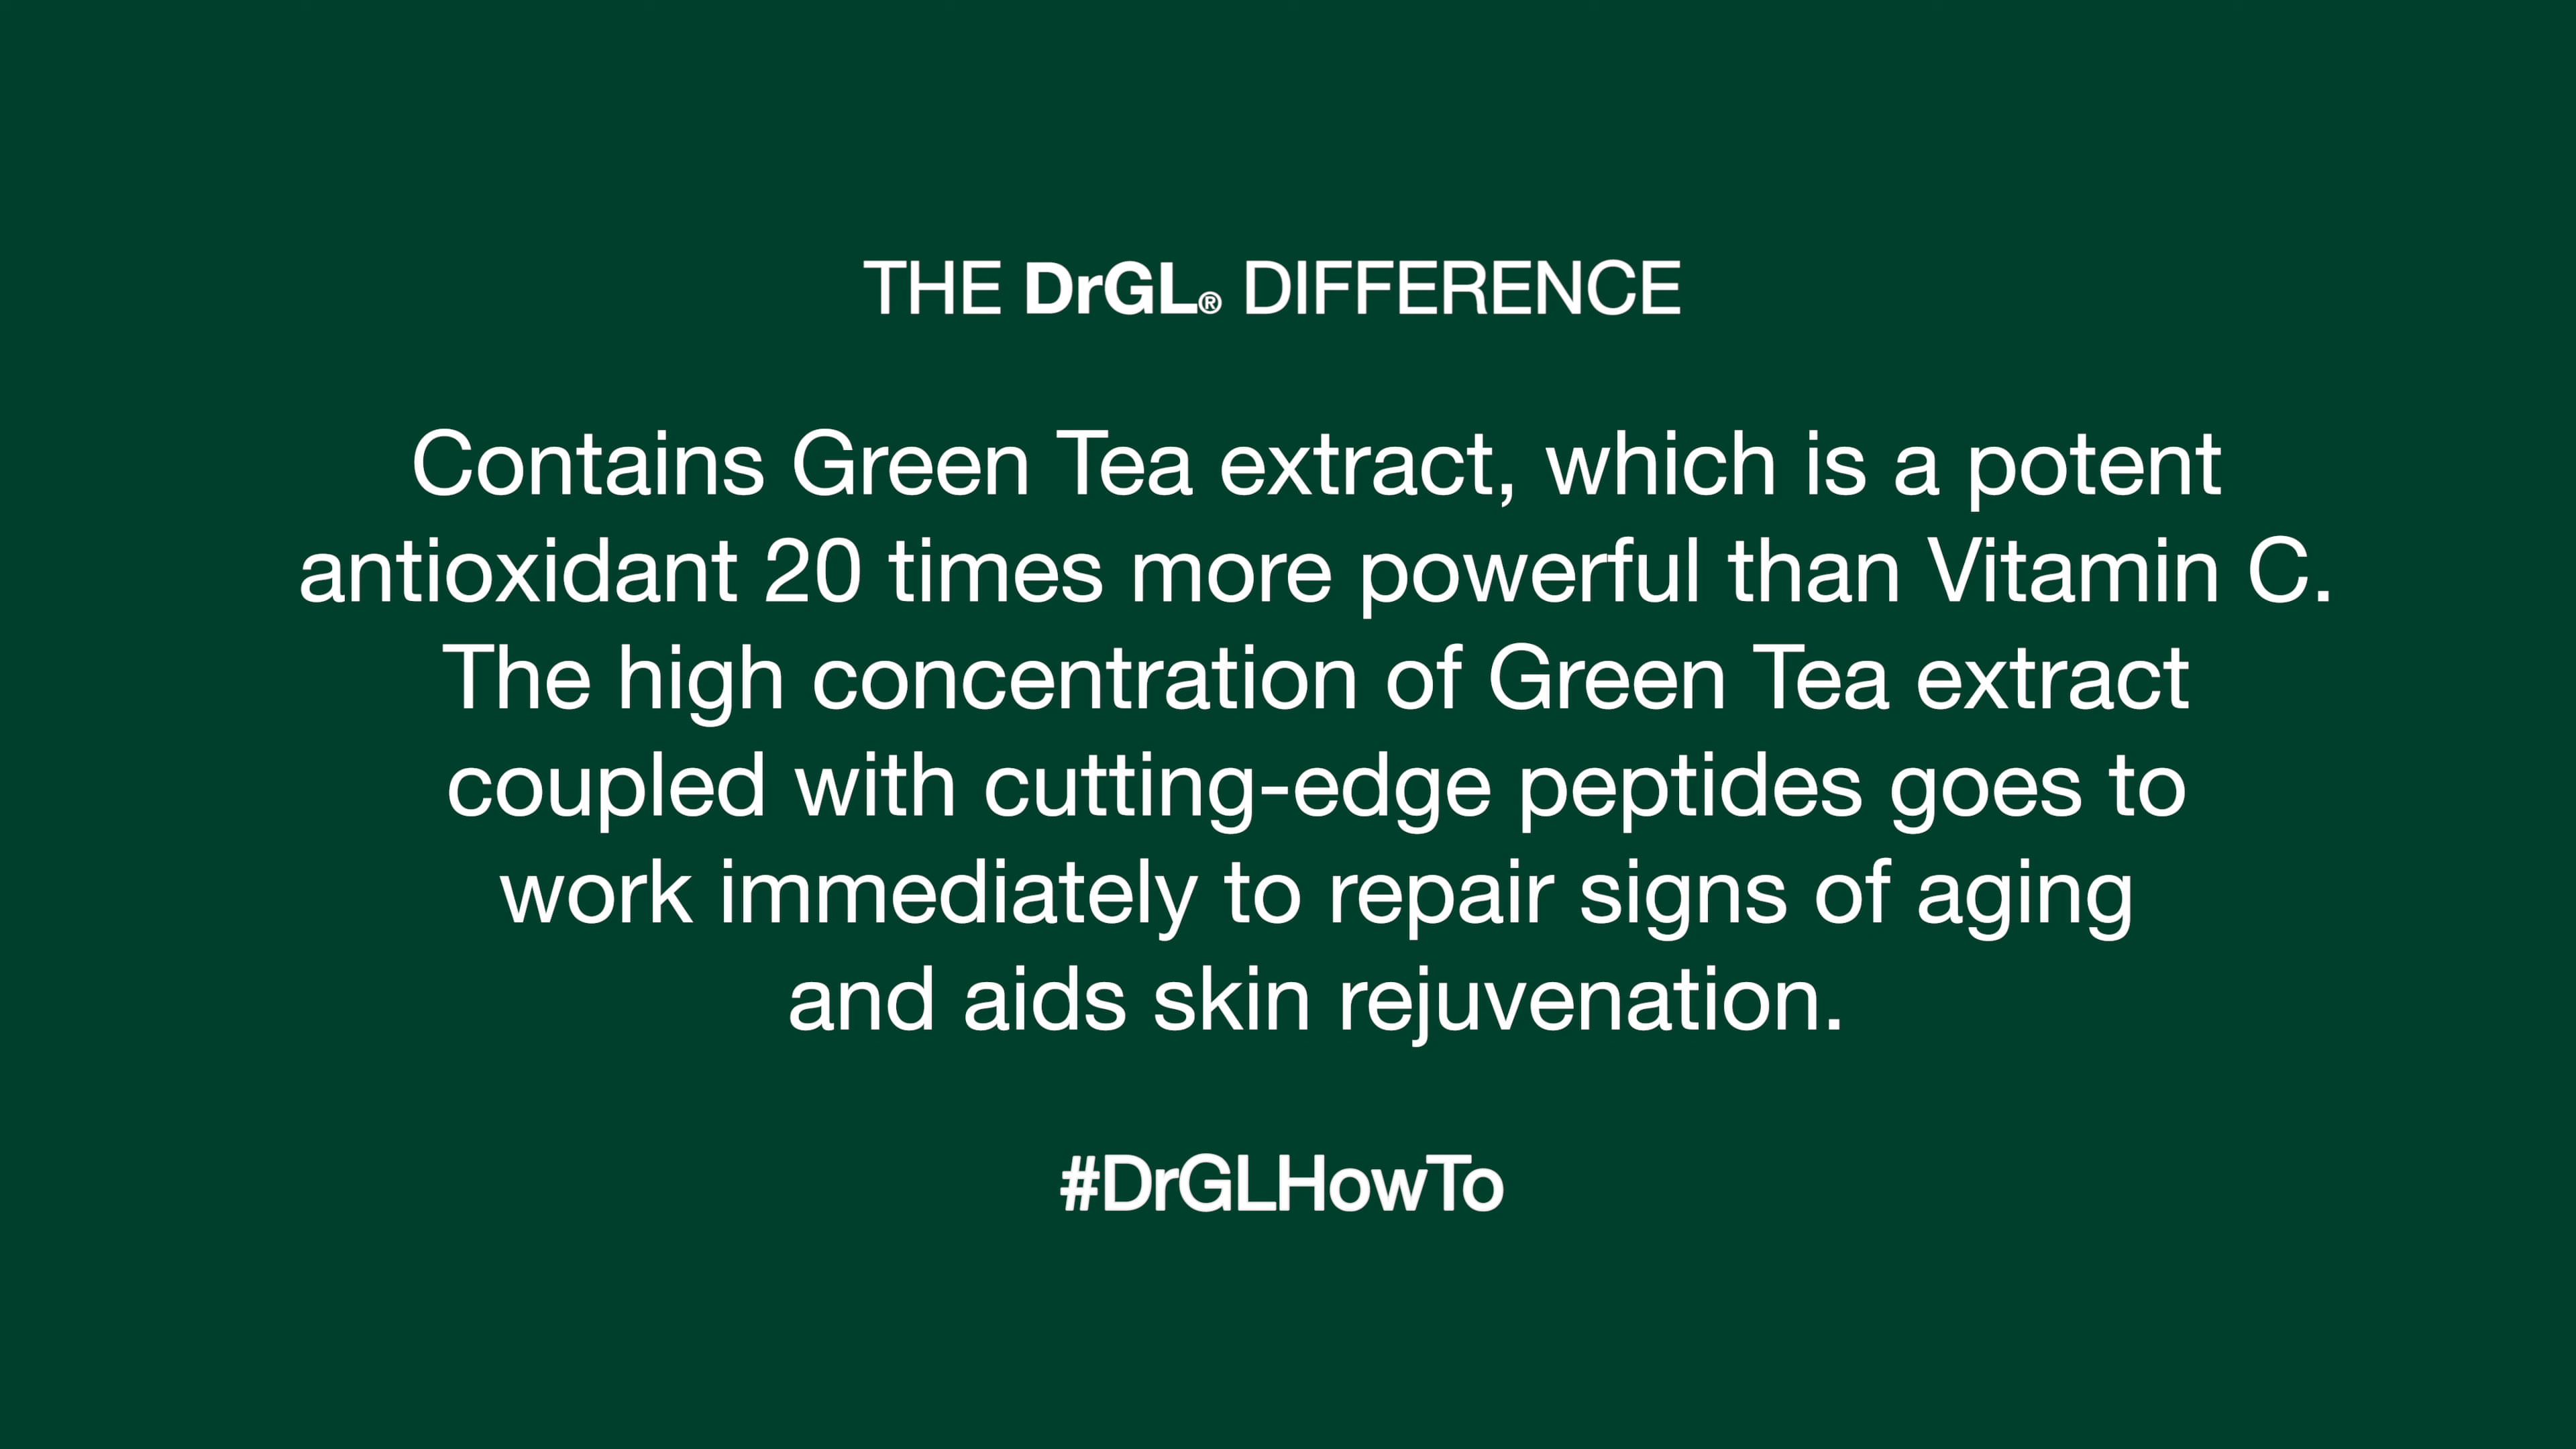 THE DrGL® DIFFERENCE
Contains Green Tea extract, which is a potent
antioxidant 20 times more powerful than Vitamin C.
The high concentration of Green Tea extract
coupled with cutting-edge peptides goes to
work immediately to repair signs of aging
and aids skin rejuvenation.
#DrGLHowTo